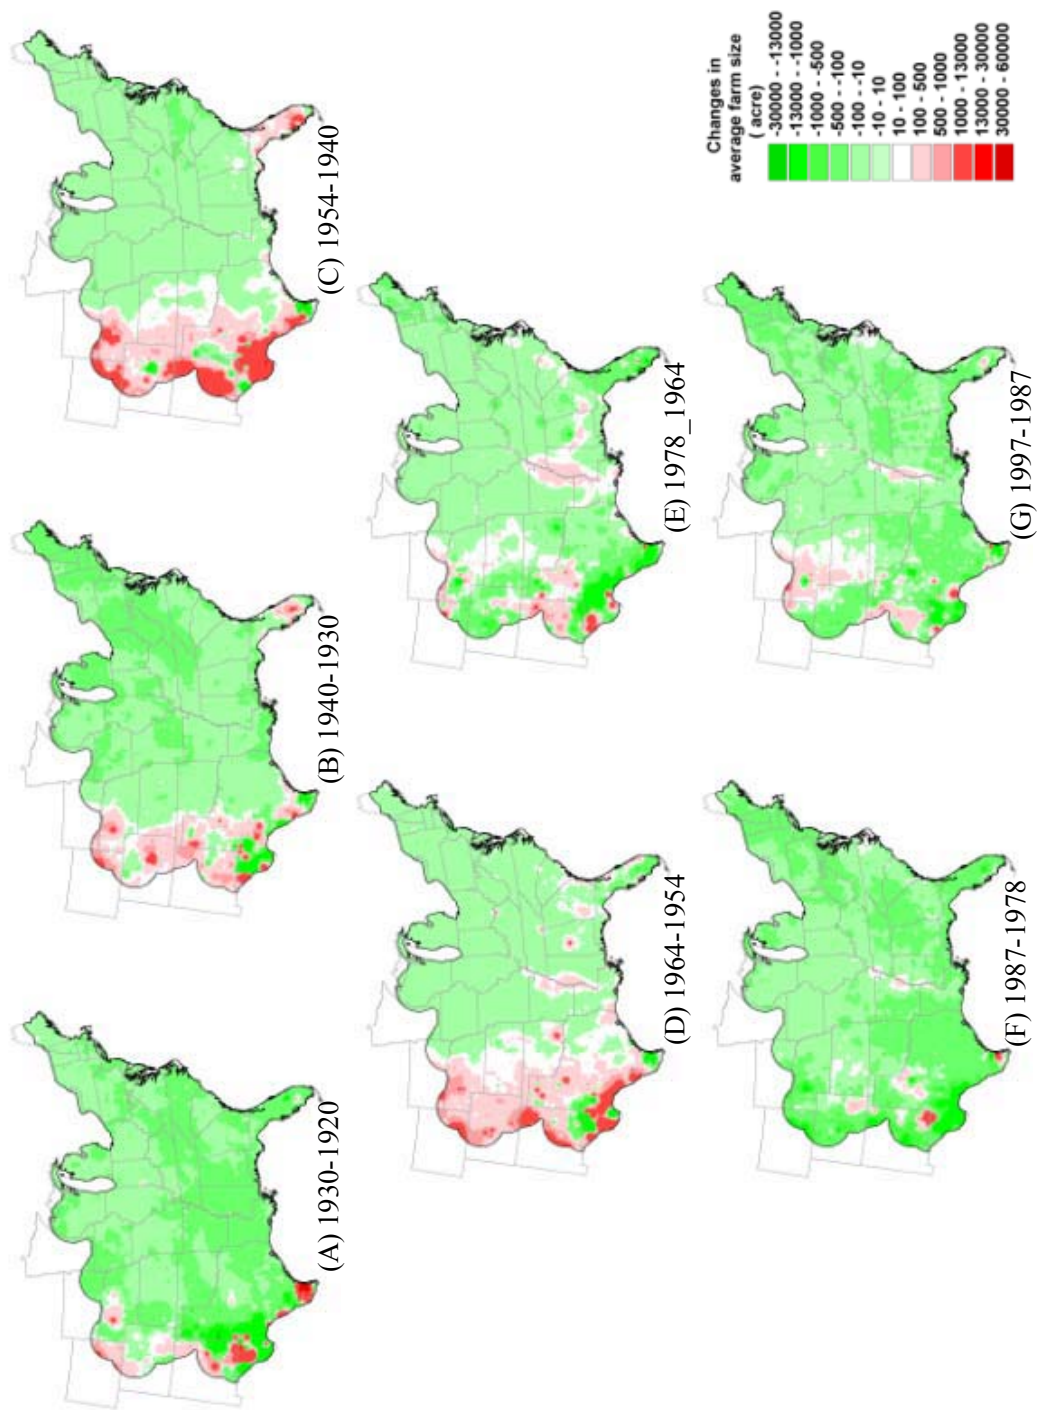 (A) 1930-1920
(B) 1940-1930
(C) 1954-1940
(D) 1964-1954
(E) 1978_1964
(F) 1987-1978
(G) 1997-1987
Changes in
average farm size
( acre)
-30000 - -13000
-13000 - -1000
-1000 - -500
-500 - -100
-100 - -10
-10 - 10
10 - 100
100 - 500
500 - 1000
1000 - 13000
13000 - 30000
30000 - 60000